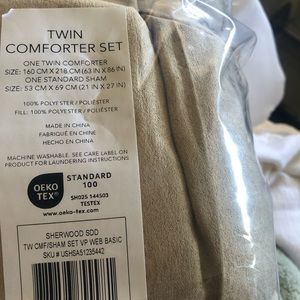 TWIN
COMFORTER SET
ONE TWIN COMFORTER
SIZE: 160 CM X 218 CM (63 IN X 86 IN)
ONE STANDARD SHAM
SIZE: 53 CM X 69 CM (21 IN X 27 IN)
100% POLYESTER / POLIÉSTER
FILL: 100% POLYESTER / POLIÉSTER
MADE IN CHINA
FABRIQUÉ EN CHINE
HECHO EN CHINA
MACHINE WASHABLE. SEE CARE LABEL ON
PRODUCT FOR LAUNDERING INSTRUCTIONS
OEKO
TEX®
STANDARD
100
SH025 144503
TESTEX
www.oeko-tex.com
SHERWOOD SDD
TW CMF/SHAM SET VP WEB BASIC
SKU # USHSA51235442